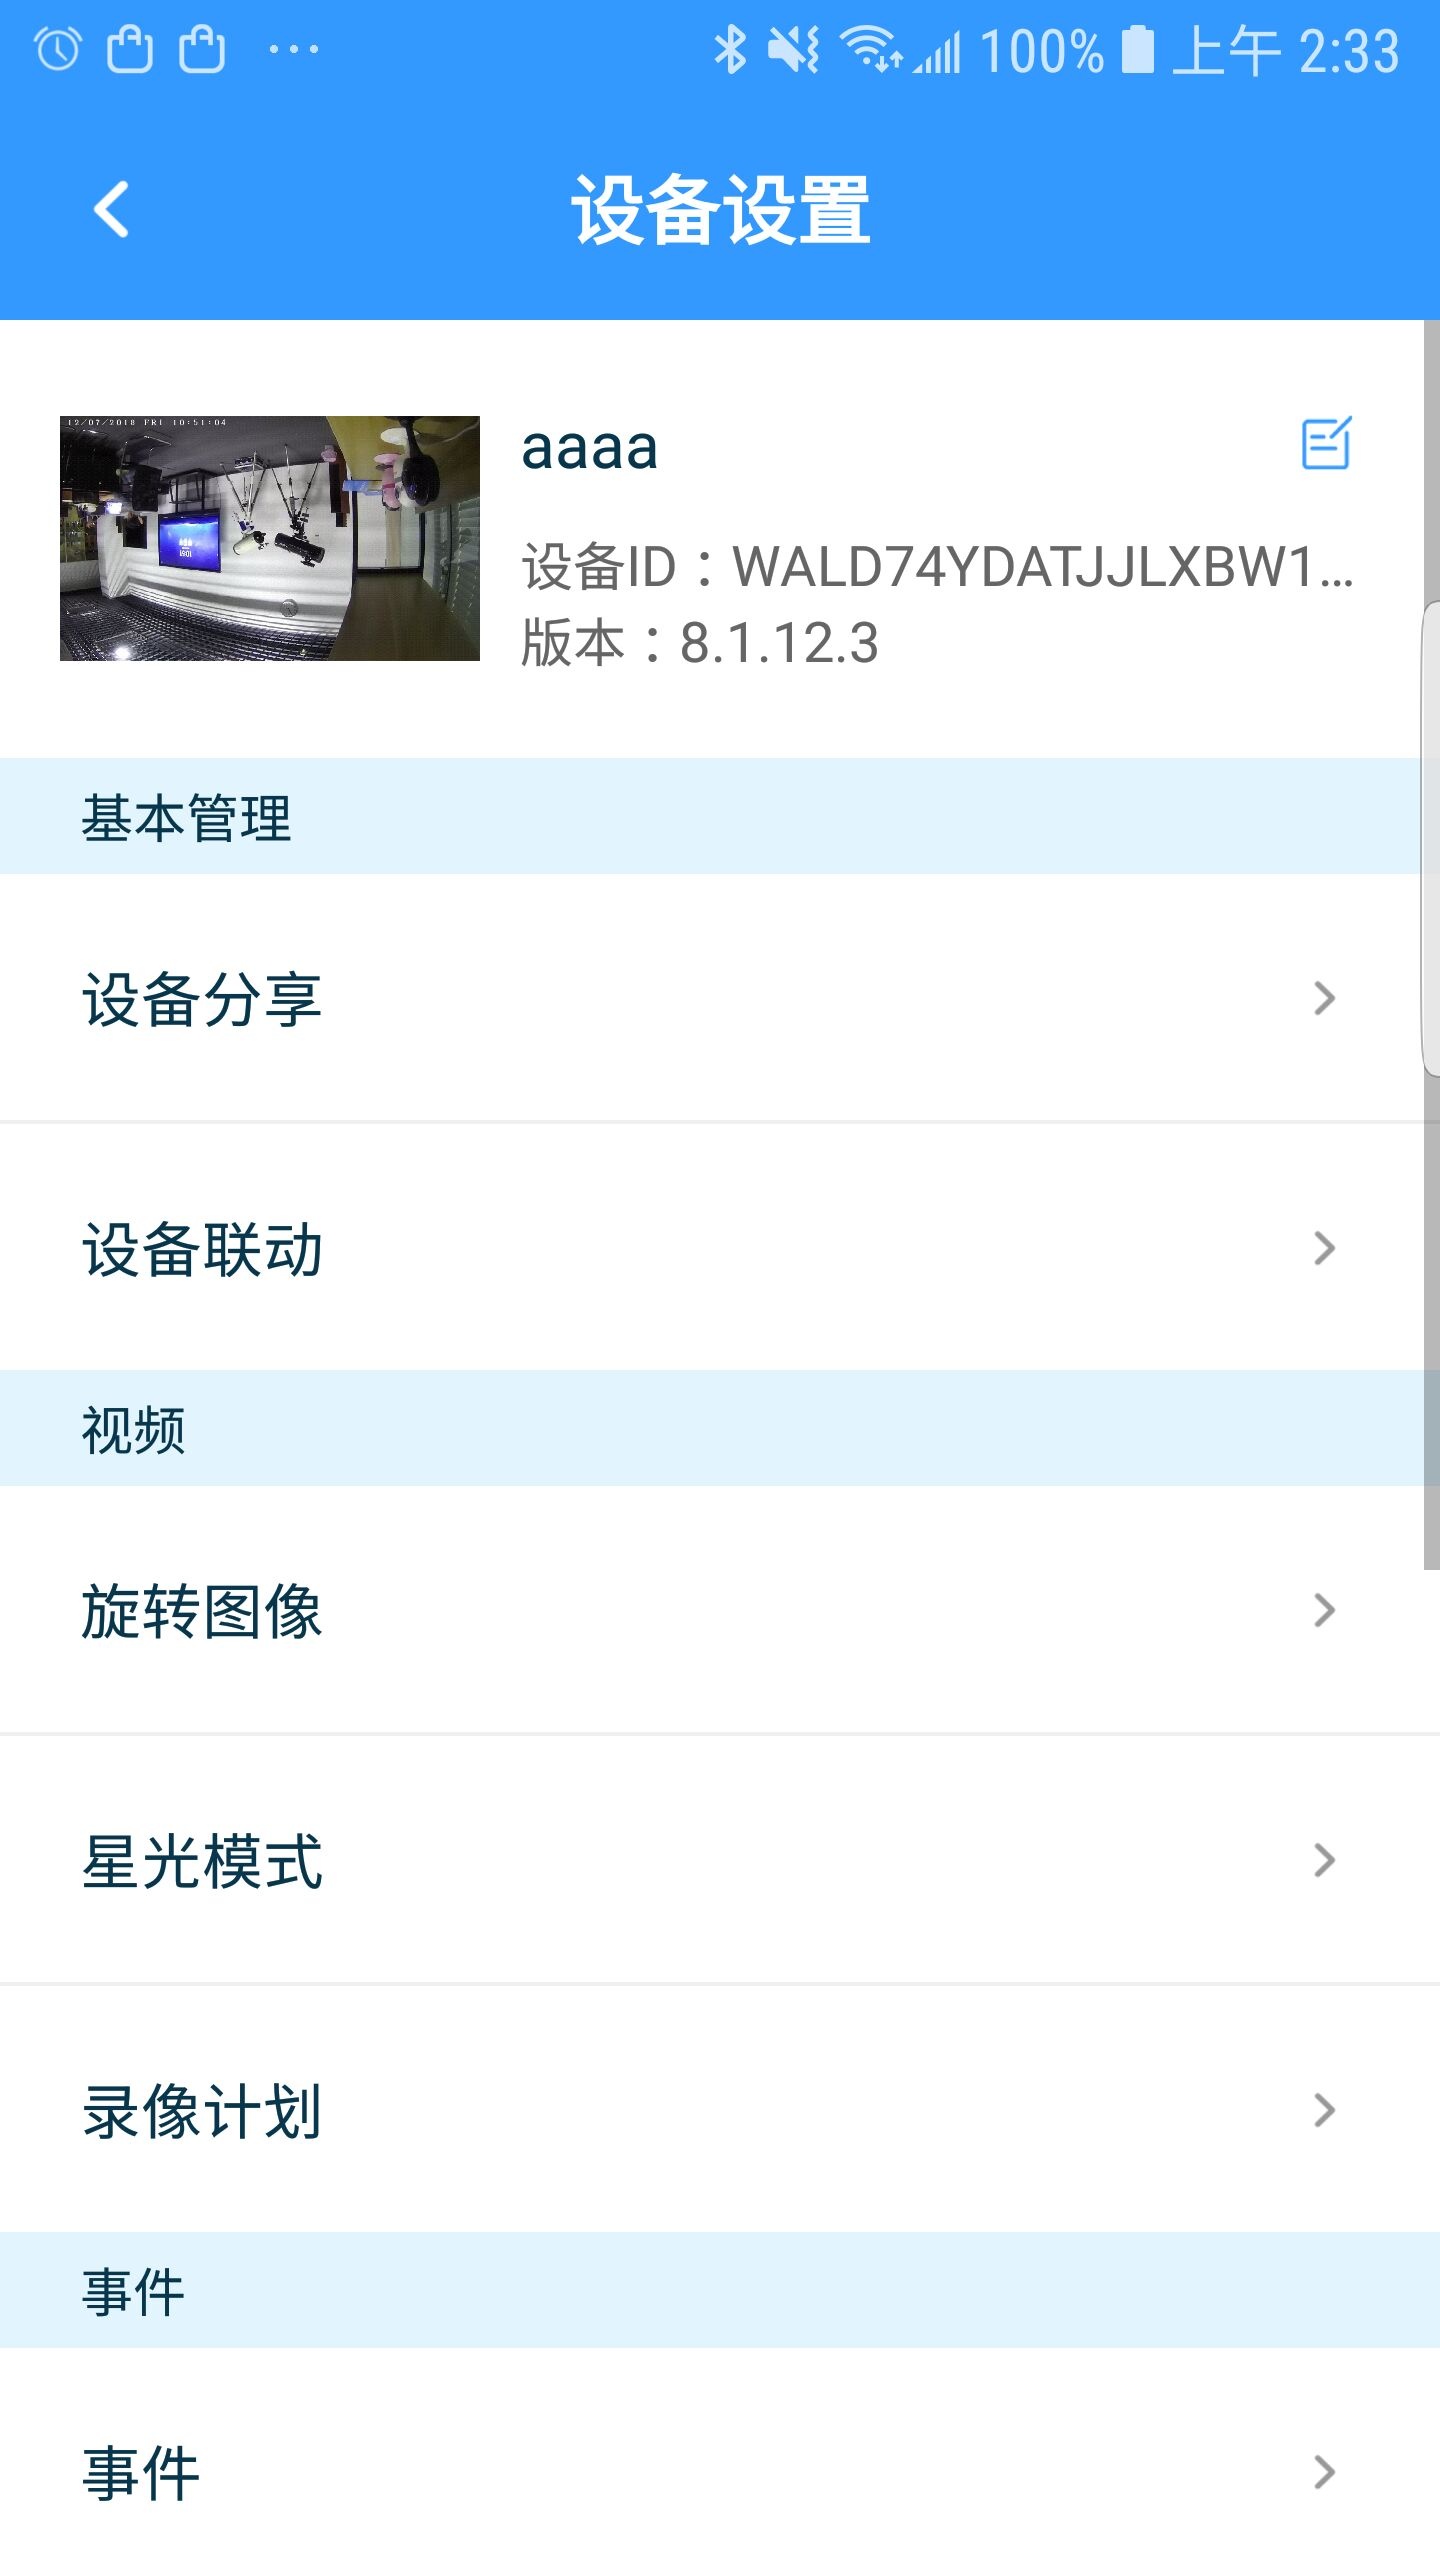 100% 上午 2:33
设备设置
12/07/2018 FRI 10:51:04
aaaa
设备ID：WALD74YDATJJLXBW1...
版本：8.1.12.3
基本管理
设备分享
设备联动
视频
旋转图像
星光模式
录像计划
事件
事件